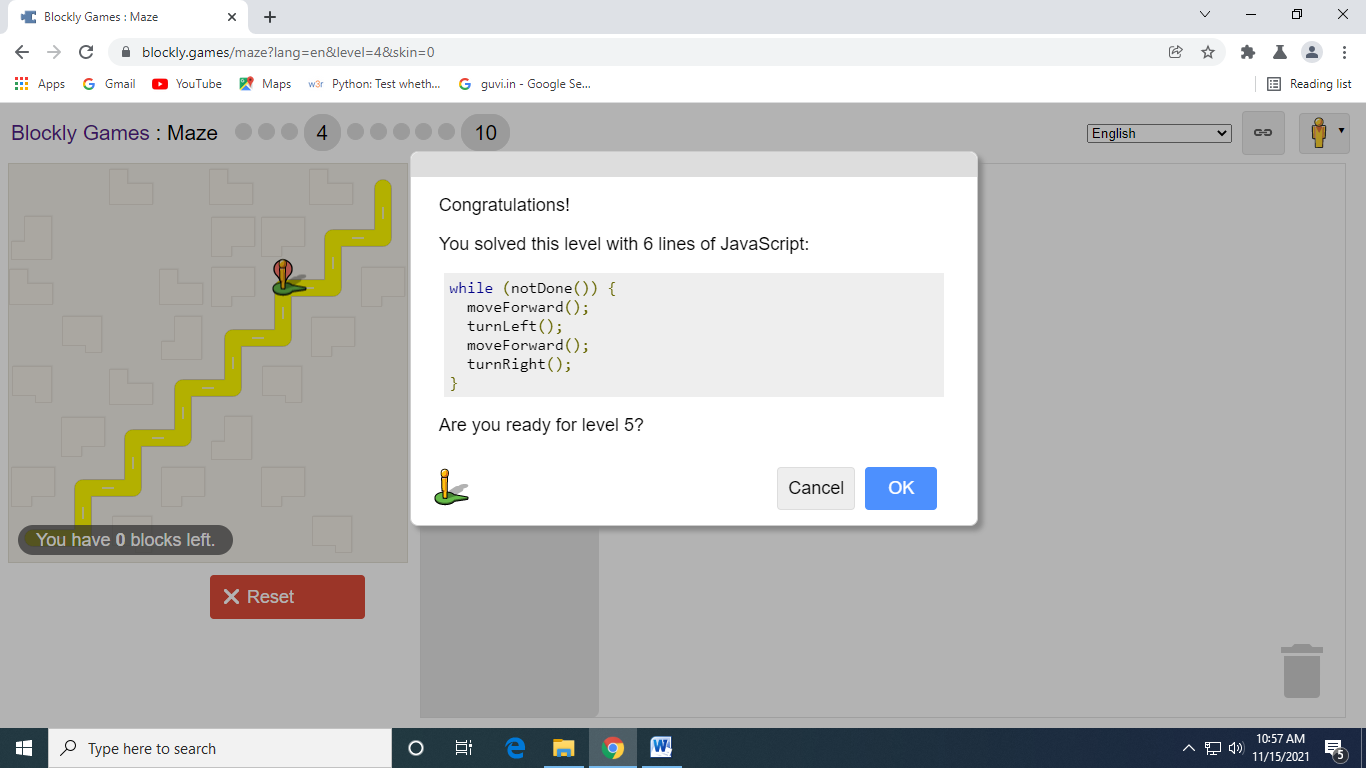 Blockly Games : Maze
blockly.games/maze?lang=en&level=4&skin=0
Apps Gmail YouTube Maps w3r Python: Test wheth... guvi.in - Google Se... Reading list
Blockly Games : Maze 4 10 English
Congratulations!
You solved this level with 6 lines of JavaScript:
while (notDone()) {
  moveForward();
  turnLeft();
  moveForward();
  turnRight();
}
Are you ready for level 5?
Cancel OK
You have 0 blocks left.
Reset
Type here to search
10:57 AM
11/15/2021
5